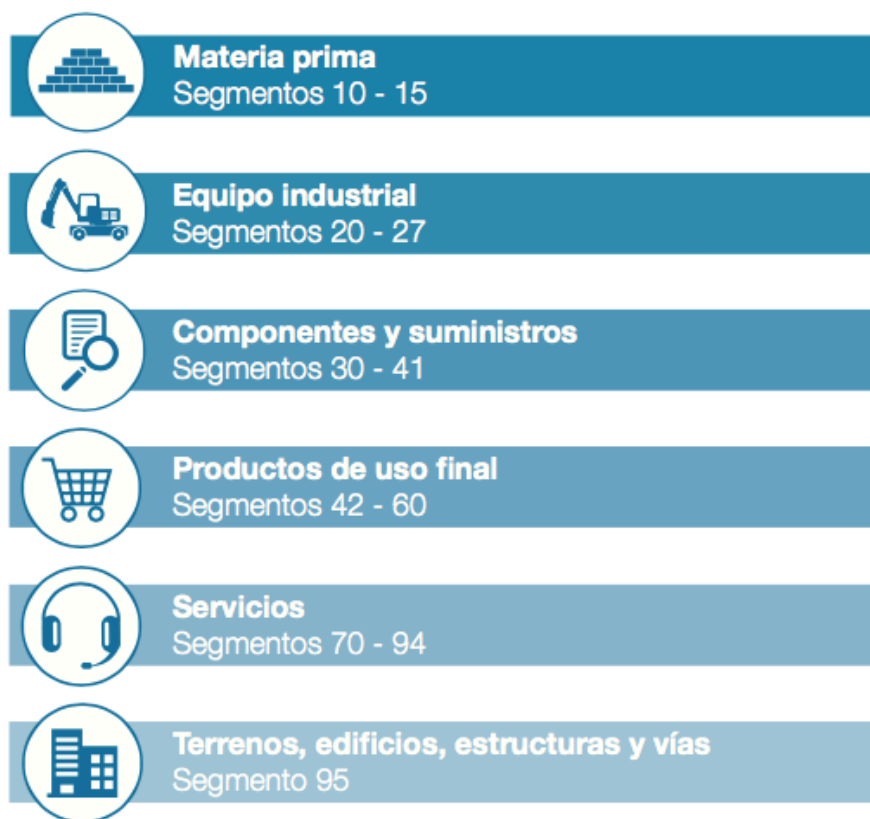 Materia prima
Segmentos 10 - 15
Equipo industrial
Segmentos 20 - 27
Componentes y suministros
Segmentos 30 - 41
Productos de uso final
Segmentos 42 - 60
Servicios
Segmentos 70 - 94
Terrenos, edificios, estructuras y vías
Segmento 95